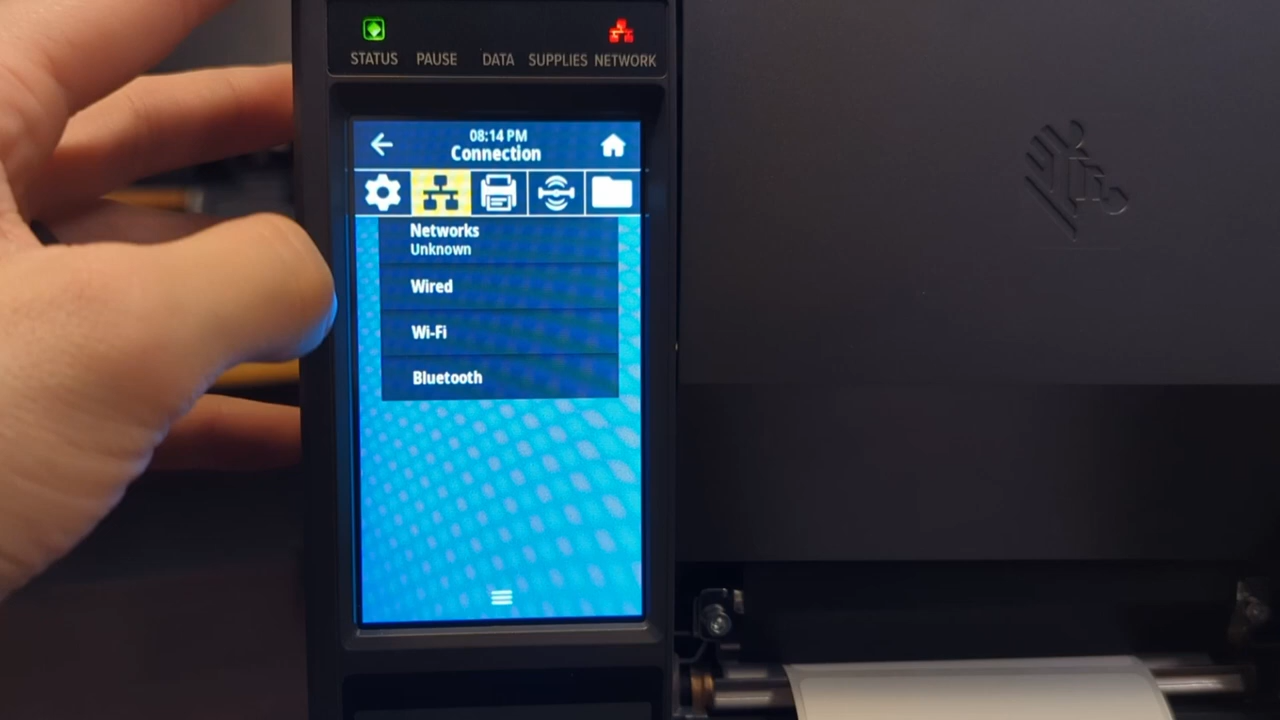 STATUS PAUSE DATA SUPPLIES NETWORK
08:14 PM
Connection
Networks
Unknown
Wired
Wi-Fi
Bluetooth